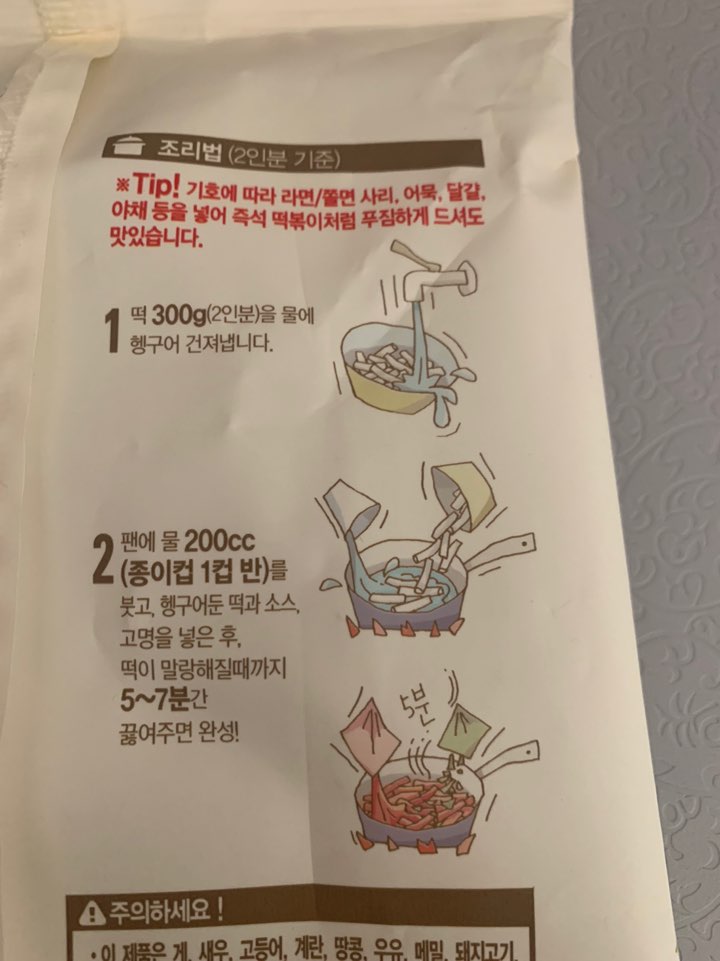 조리법 (2인분 기준)
※Tip! 기호에 따라 라면/쫄면 사리, 어묵, 달걀,
야채 등을 넣어 즉석 떡볶이처럼 푸짐하게 드셔도
맛있습니다.
1 떡 300g(2인분)을 물에
헹구어 건져냅니다.
2 팬에 물 200cc
(종이컵 1컵 반)를
붓고, 헹구어둔 떡과 소스,
고명을 넣은 후,
떡이 말랑해질때까지
5~7분간
끓여주면 완성!
5분
주의하세요!
· 이 제품은 게, 새우, 고등어, 계란, 땅콩, 우유, 메밀, 돼지고기,